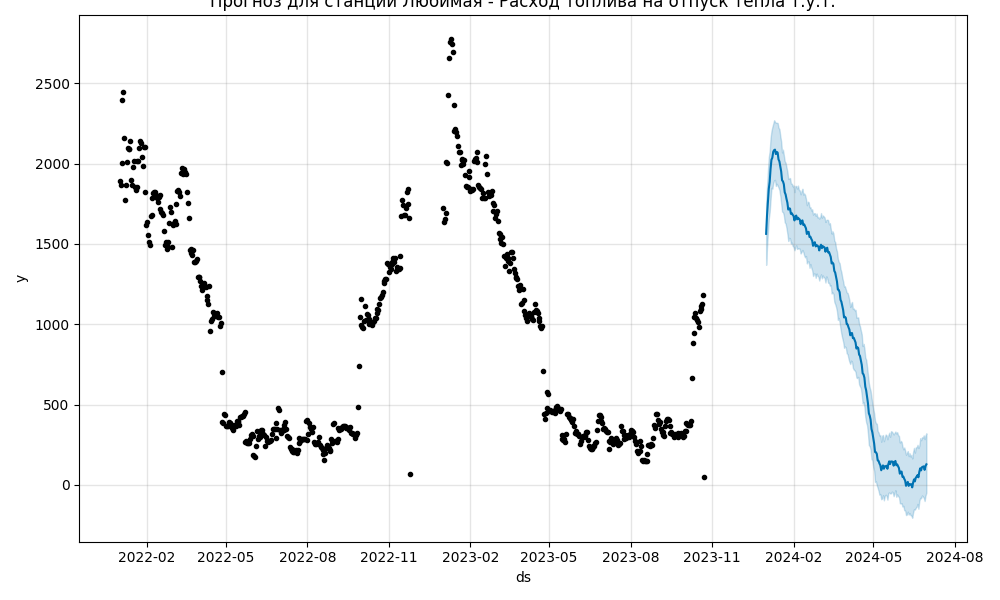 Прогноз для станции Любимая - Расход топлива на отпуск тепла т.у.т.
2500
2000
1500
1000
500
0
y
2022-02 2022-05 2022-08 2022-11 2023-02 2023-05 2023-08 2023-11 2024-02 2024-05 2024-08
ds